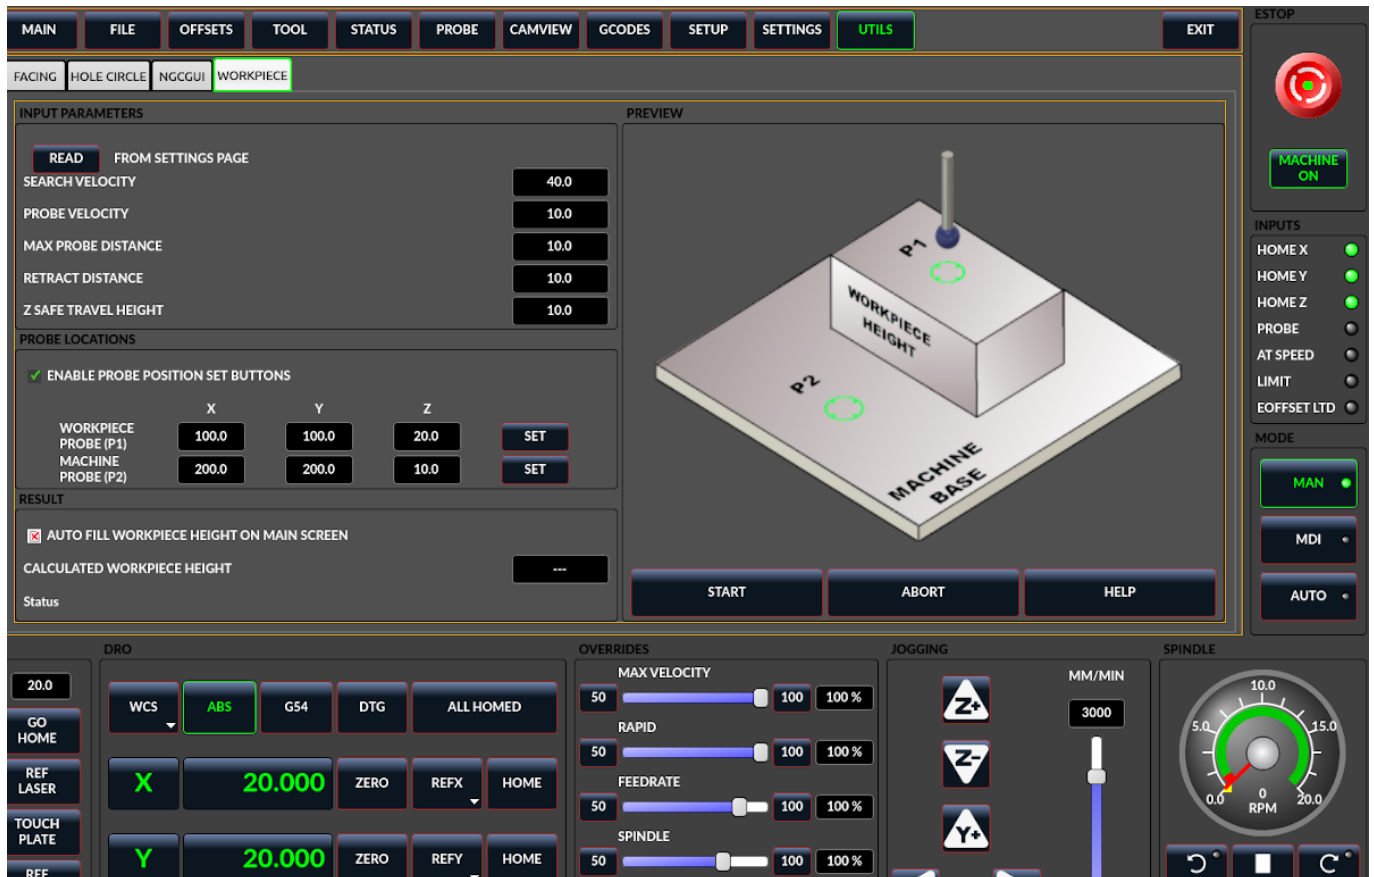 MAIN FILE OFFSETS TOOL STATUS PROBE CAMVIEW GCODES SETUP SETTINGS UTILS EXIT
FACING HOLE CIRCLE NGCGUI WORKPIECE
INPUT PARAMETERS
READ FROM SETTINGS PAGE
SEARCH VELOCITY 40.0
PROBE VELOCITY 10.0
MAX PROBE DISTANCE 10.0
RETRACT DISTANCE 10.0
Z SAFE TRAVEL HEIGHT 10.0
PROBE LOCATIONS
ENABLE PROBE POSITION SET BUTTONS
X Y Z
WORKPIECE
PROBE (P1) 100.0 100.0 20.0 SET
MACHINE
PROBE (P2) 200.0 200.0 10.0 SET
RESULT
AUTO FILL WORKPIECE HEIGHT ON MAIN SCREEN
CALCULATED WORKPIECE HEIGHT ---
Status
PREVIEW
P1
WORKPIECE
HEIGHT
P2
MACHINE
BASE
START ABORT HELP
ESTOP
MACHINE
ON
INPUTS
HOME X
HOME Y
HOME Z
PROBE
AT SPEED
LIMIT
EOFFSET LTD
MODE
MAN
MDI
AUTO
20.0
GO
HOME
REF
LASER
TOUCH
PLATE
REF
DRO
WCS ABS G54 DTG ALL HOMED
X 20.000 ZERO REFX HOME
Y 20.000 ZERO REFY HOME
OVERRIDES
MAX VELOCITY
50 100 100 %
RAPID
50 100 100 %
FEEDRATE
50 100 100 %
SPINDLE
50 100 100 %
JOGGING
Z+
Z-
Y+
MM/MIN
3000
SPINDLE
10.0
5.0 15.0
0.0 0 20.0
RPM